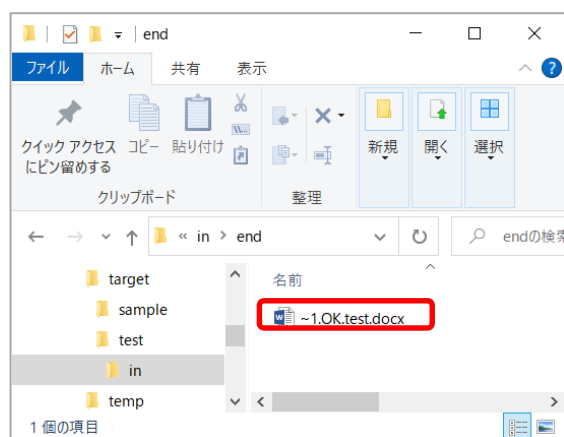 end
ファイル ホーム 共有 表示
クイック アクセス
にピン留めする
コピー
貼り付け
新規
開く
選択
クリップボード
整理
« in > end
endの検索
target
sample
test
in
temp
名前
~1.OK.test.docx
1 個の項目